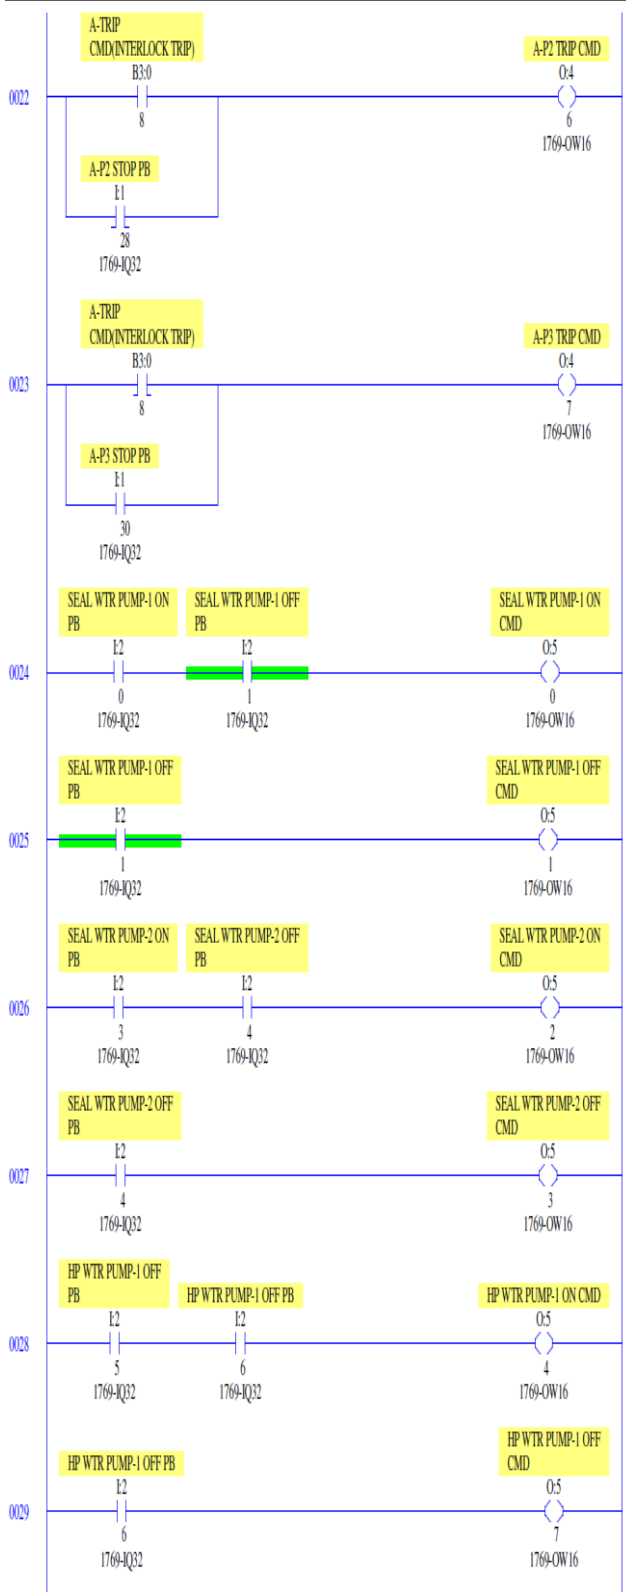 A-TRIP
CMD(INTERLOCK TRIP)
B3:0
8
A-P2 TRIP CMD
O:4
6
1769-OW16
0022
A-P2 STOP PB
I:1
28
1769-IQ32
A-TRIP
CMD(INTERLOCK TRIP)
B3:0
8
A-P3 TRIP CMD
O:4
7
1769-OW16
0023
A-P3 STOP PB
I:1
30
1769-IQ32
SEAL WTR PUMP-1 ON
PB
I:2
0
1769-IQ32
SEAL WTR PUMP-1 OFF
PB
I:2
1
1769-IQ32
SEAL WTR PUMP-1 ON
CMD
O:5
0
1769-OW16
0024
SEAL WTR PUMP-1 OFF
PB
I:2
1
1769-IQ32
SEAL WTR PUMP-1 OFF
CMD
O:5
1
1769-OW16
0025
SEAL WTR PUMP-2 ON
PB
I:2
3
1769-IQ32
SEAL WTR PUMP-2 OFF
PB
I:2
4
1769-IQ32
SEAL WTR PUMP-2 ON
CMD
O:5
2
1769-OW16
0026
SEAL WTR PUMP-2 OFF
PB
I:2
4
1769-IQ32
SEAL WTR PUMP-2 OFF
CMD
O:5
3
1769-OW16
0027
HP WTR PUMP-1 OFF
PB
I:2
5
1769-IQ32
HP WTR PUMP-1 OFF PB
I:2
6
1769-IQ32
HP WTR PUMP-1 ON CMD
O:5
4
1769-OW16
0028
HP WTR PUMP-1 OFF PB
I:2
6
1769-IQ32
HP WTR PUMP-1 OFF
CMD
O:5
7
1769-OW16
0029